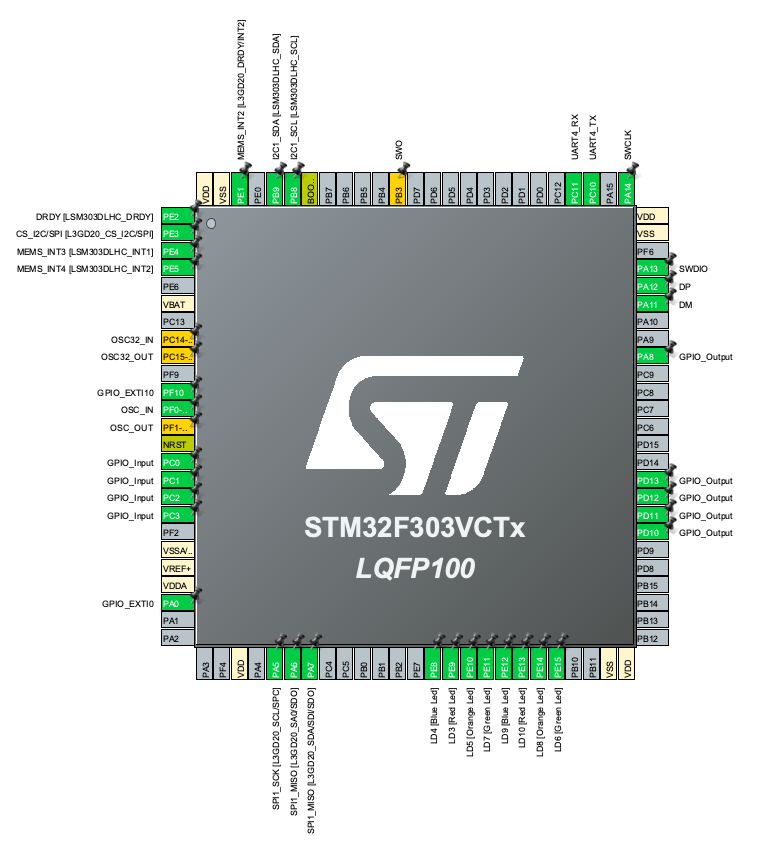 MEMS_INT2 [L3GD20_DRDY/INT2]
I2C1_SDA [LSM303DLHC_SDA]
I2C1_SCL [LSM303DLHC_SCL]
SWO
UART4_RX
UART4_TX
SWCLK
VDD
VSS
PE1
PE0
PB9
PB8
BOO..
PB7
PB6
PB5
PB4
PB3
PD7
PD6
PD5
PD4
PD3
PD2
PD1
PD0
PC12
PC11
PC10
PA15
PA14
DRDY [LSM303DLHC_DRDY] PE2
CS_I2C/SPI [L3GD20_CS_I2C/SPI] PE3
MEMS_INT3 [LSM303DLHC_INT1] PE4
MEMS_INT4 [LSM303DLHC_INT2] PE5
PE6
VBAT
PC13
OSC32_IN PC14-..
OSC32_OUT PC15-..
PF9
GPIO_EXTI10 PF10
OSC_IN PF0-..
OSC_OUT PF1-..
NRST
GPIO_Input PC0
GPIO_Input PC1
GPIO_Input PC2
GPIO_Input PC3
PF2
VSSA/..
VREF+
VDDA
GPIO_EXTI0 PA0
PA1
PA2
ST
STM32F303VCTx
LQFP100
VDD
VSS
PF6
PA13 SWDIO
PA12 DP
PA11 DM
PA10
PA9
PA8 GPIO_Output
PC9
PC8
PC7
PC6
PD15
PD14
PD13 GPIO_Output
PD12 GPIO_Output
PD11 GPIO_Output
PD10 GPIO_Output
PD9
PD8
PB15
PB14
PB13
PB12
PA3
PF4
VDD
PA4
PA5
PA6
PA7
PC4
PC5
PB0
PB1
PB2
PE7
PE8
PE9
PE10
PE11
PE12
PE13
PE14
PE15
PB10
PB11
VSS
VDD
SPI1_SCK [L3GD20_SCL/SPC]
SPI1_MISO [L3GD20_SA0/SDO]
SPI1_MISO [L3GD20_SDA/SDI/SDO]
LD4 [Blue Led]
LD3 [Red Led]
LD5 [Orange Led]
LD7 [Green Led]
LD9 [Blue Led]
LD10 [Red Led]
LD8 [Orange Led]
LD6 [Green Led]